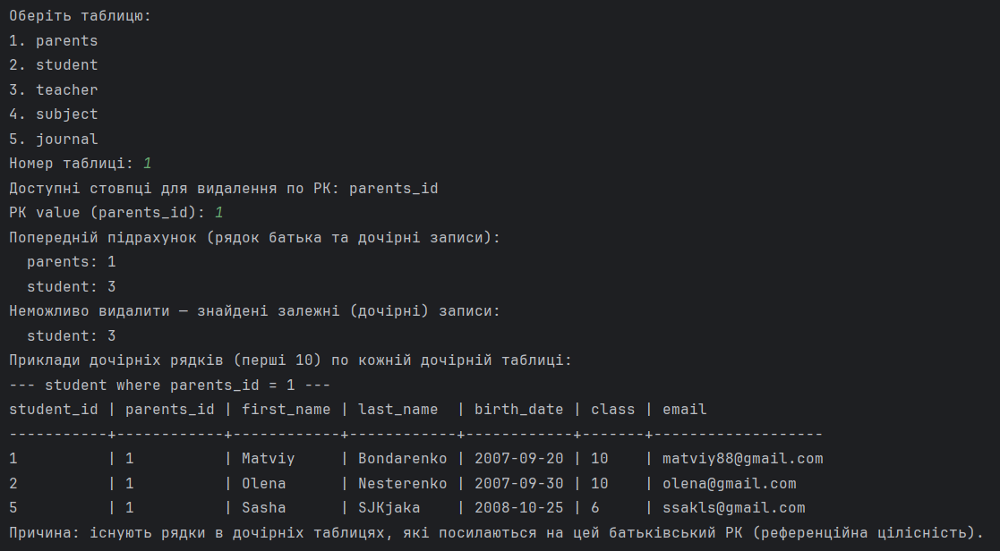 Оберіть таблицю:
1. parents
2. student
3. teacher
4. subject
5. journal
Номер таблиці: 1
Доступні стовпці для видалення по PK: parents_id
PK value (parents_id): 1
Попередній підрахунок (рядок батька та дочірні записи):
  parents: 1
  student: 3
Неможливо видалити — знайдені залежні (дочірні) записи:
  student: 3
Приклади дочірніх рядків (перші 10) по кожній дочірній таблиці:
--- student where parents_id = 1 ---
student_id | parents_id | first_name | last_name  | birth_date | class | email
-----------+------------+------------+------------+------------+-------+-------------------
1          | 1          | Matviy     | Bondarenko | 2007-09-20 | 10    | matviy88@gmail.com
2          | 1          | Olena      | Nesterenko | 2007-09-30 | 10    | olena@gmail.com
5          | 1          | Sasha      | SJKjaka    | 2008-10-25 | 6     | ssakls@gmail.com
Причина: існують рядки в дочірніх таблицях, які посилаються на цей батьківський PK (референційна цілісність).